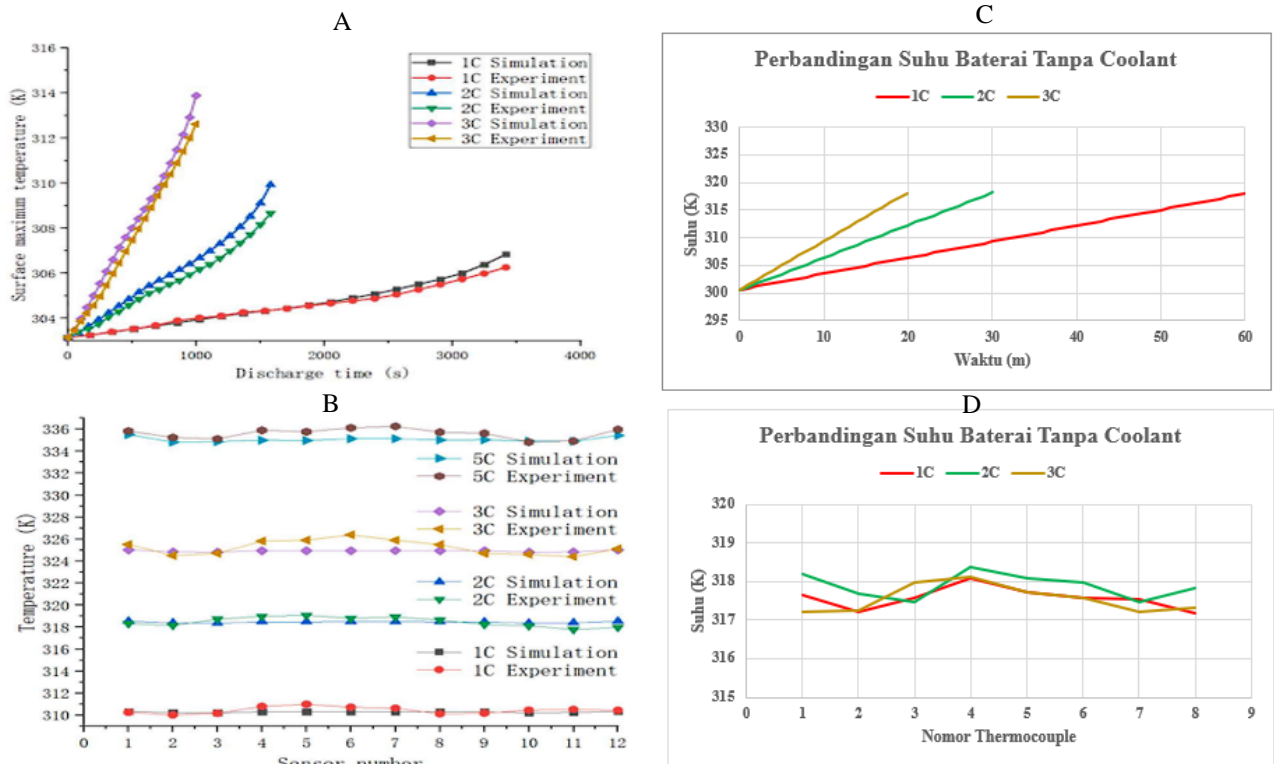 A
Surface maximum temperature (K)
316
314
312
310
308
306
304
1C Simulation
1C Experiment
2C Simulation
2C Experiment
3C Simulation
3C Experiment
0 1000 2000 3000 4000
Discharge time (s)
B
Temperature (K)
336
334
332
330
328
326
324
322
320
318
316
314
312
310
5C Simulation
5C Experiment
3C Simulation
3C Experiment
2C Simulation
2C Experiment
1C Simulation
1C Experiment
0 1 2 3 4 5 6 7 8 9 10 11 12
Sensor number
C
Perbandingan Suhu Baterai Tanpa Coolant
1C 2C 3C
Suhu (K)
330
325
320
315
310
305
300
295
0 10 20 30 40 50 60
Waktu (m)
D
Perbandingan Suhu Baterai Tanpa Coolant
1C 2C 3C
Suhu (K)
320
319
318
317
316
315
0 1 2 3 4 5 6 7 8 9
Nomor Thermocouple